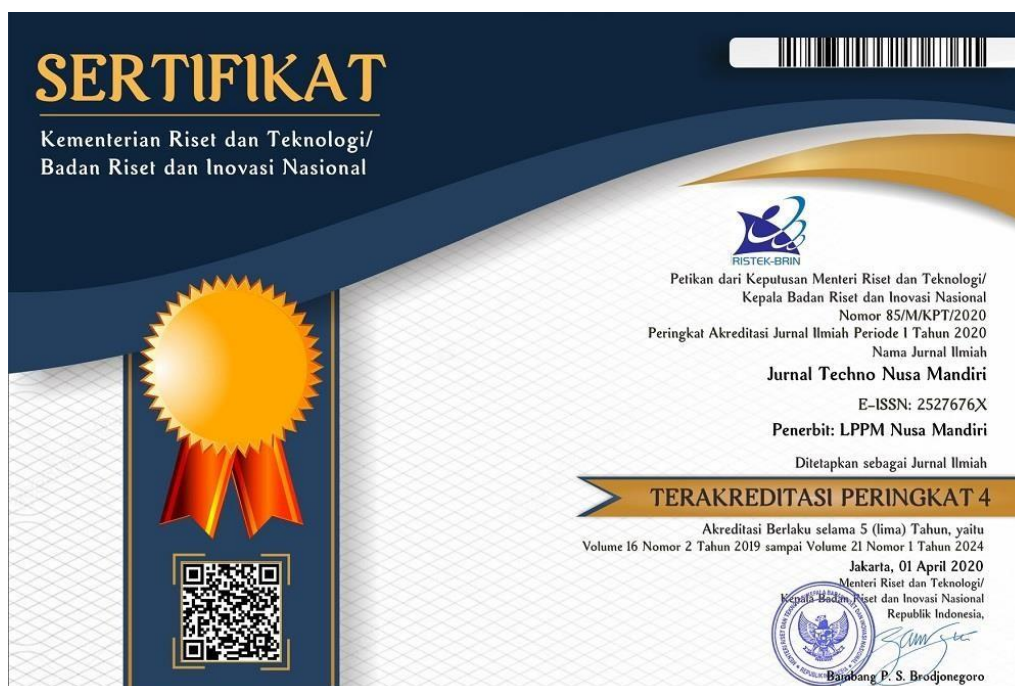 SERTIFIKAT
Kementerian Riset dan Teknologi/
Badan Riset dan Inovasi Nasional
RISTEK-BRIN
Petikan dari Keputusan Menteri Riset dan Teknologi/
Kepala Badan Riset dan Inovasi Nasional
Nomor 85/M/KPT/2020
Peringkat Akreditasi Jurnal Ilmiah Periode I Tahun 2020
Nama Jurnal Ilmiah
Jurnal Techno Nusa Mandiri
E-ISSN: 2527676X
Penerbit: LPPM Nusa Mandiri
Ditetapkan sebagai Jurnal Ilmiah
TERAKREDITASI PERINGKAT 4
Akreditasi Berlaku selama 5 (lima) Tahun, yaitu
Volume 16 Nomor 2 Tahun 2019 sampai Volume 21 Nomor 1 Tahun 2024
Jakarta, 01 April 2020
Menteri Riset dan Teknologi/
Kepala Badan Riset dan Inovasi Nasional
Republik Indonesia,
Bambang P. S. Brodjonegoro